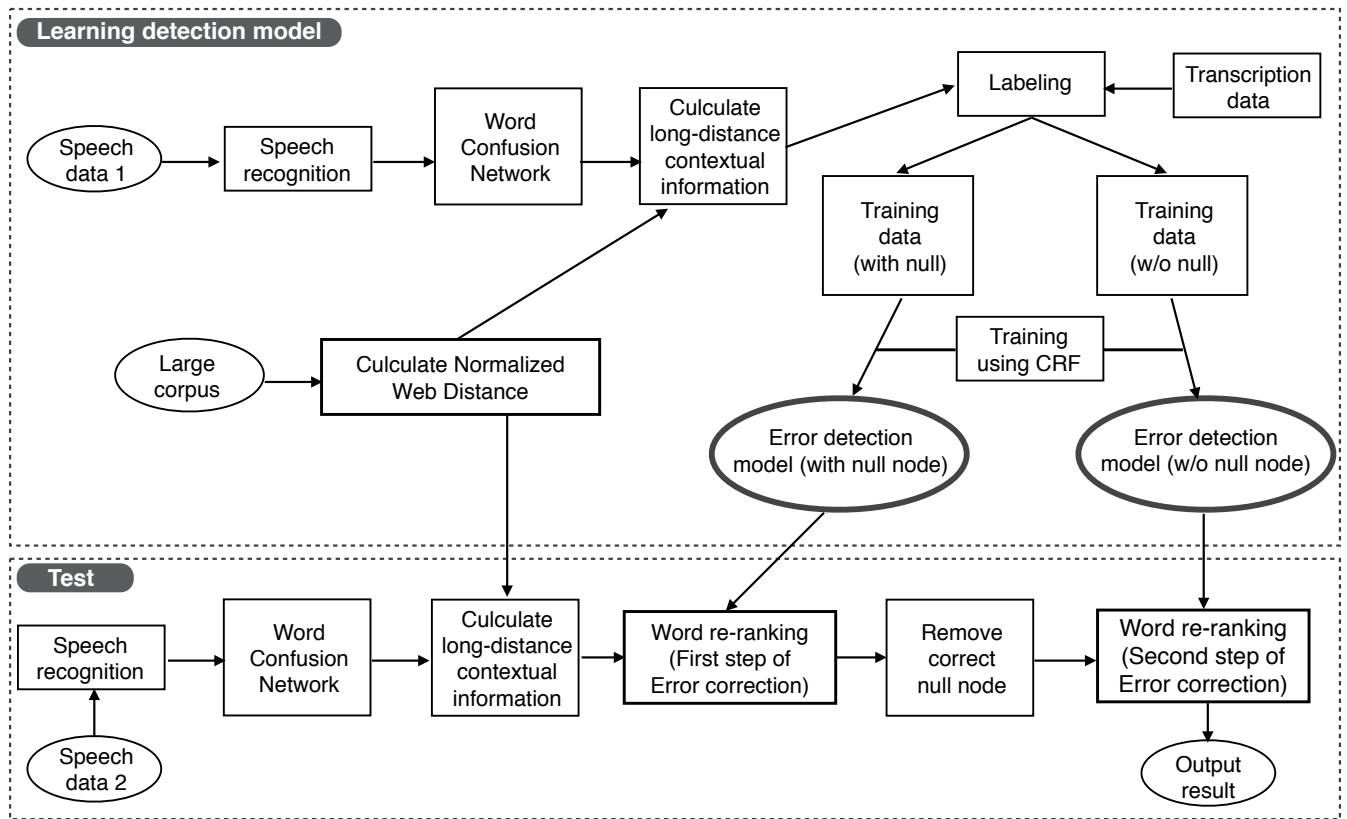 Learning detection model
Speech
data 1
Speech
recognition
Word
Confusion
Network
Culculate
long-distance
contextual
information
Labeling
Transcription
data
Training
data
(with null)
Training
data
(w/o null)
Large
corpus
Culculate Normalized
Web Distance
Training
using CRF
Error detection
model (with null node)
Error detection
model (w/o null node)
Test
Speech
recognition
Speech
data 2
Word
Confusion
Network
Culculate
long-distance
contextual
information
Word re-ranking
(First step of
Error correction)
Remove
correct
null node
Word re-ranking
(Second step of
Error correction)
Output
result